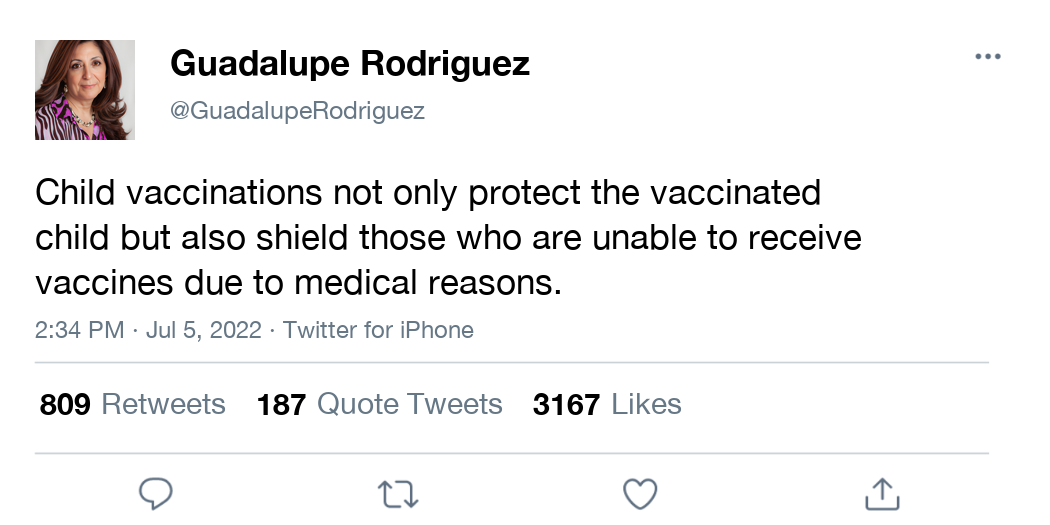 Guadalupe Rodriguez
@GuadalupeRodriguez
Child vaccinations not only protect the vaccinated
child but also shield those who are unable to receive
vaccines due to medical reasons.
2:34 PM · Jul 5, 2022 · Twitter for iPhone
809 Retweets 187 Quote Tweets 3167 Likes